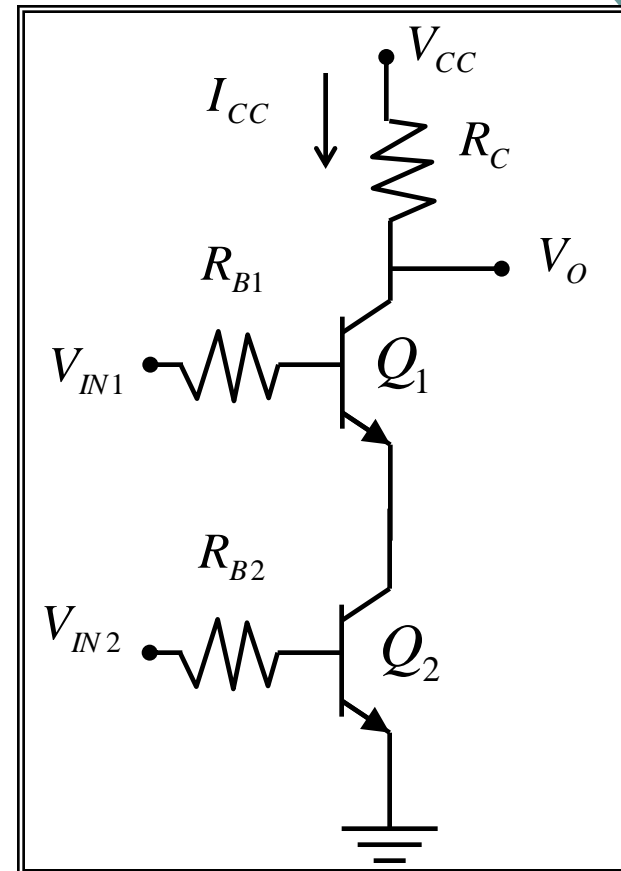 V_CC
I_CC
R_C
R_B1
V_O
V_IN1
Q_1
R_B2
V_IN2
Q_2